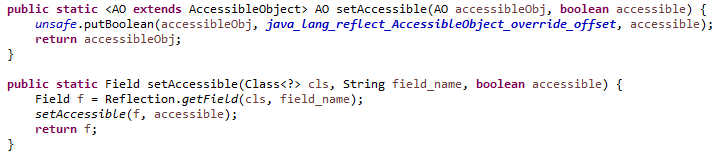 public static <AO extends AccessibleObject> AO setAccessible(AO accessibleObj, boolean accessible) {
    unsafe.putBoolean(accessibleObj, java_lang_reflect_AccessibleObject_override_offset, accessible);
    return accessibleObj;
}

public static Field setAccessible(Class<?> cls, String field_name, boolean accessible) {
    Field f = Reflection.getField(cls, field_name);
    setAccessible(f, accessible);
    return f;
}